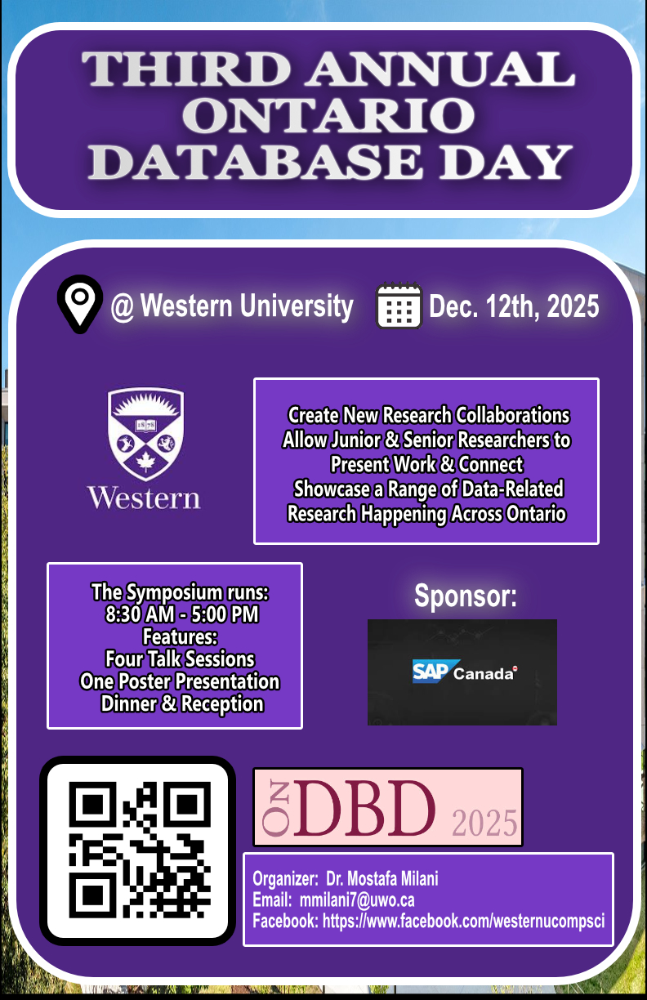 THIRD ANNUAL
ONTARIO
DATABASE DAY
@ Western University
Dec. 12th, 2025
1878
Western
Create New Research Collaborations
Allow Junior & Senior Researchers to
Present Work & Connect
Showcase a Range of Data-Related
Research Happening Across Ontario
The Symposium runs:
8:30 AM - 5:00 PM
Features:
Four Talk Sessions
One Poster Presentation
Dinner & Reception
Sponsor:
SAP Canada
ON DBD 2025
Organizer: Dr. Mostafa Milani
Email: mmilani7@uwo.ca
Facebook: https://www.facebook.com/westernucompsci